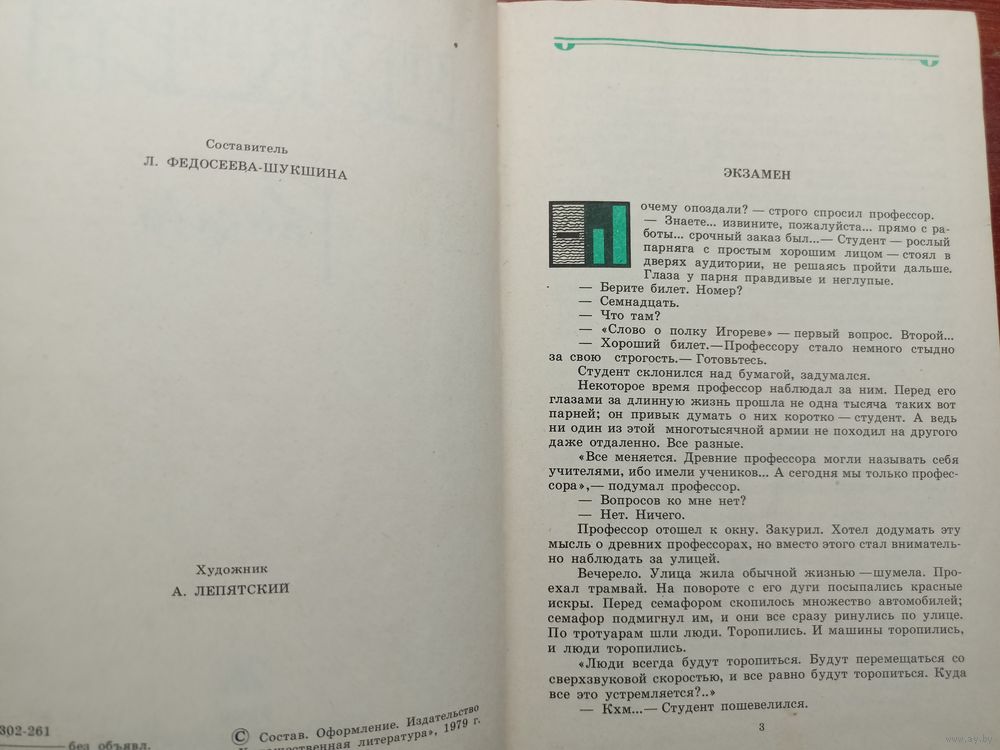 Составитель
Л. ФЕДОСЕЕВА-ШУКШИНА
Художник
А. ЛЕПЯТСКИЙ
302-261
без объявл.
© Состав. Оформление. Издательство
литература», 1979 г.
ЭКЗАМЕН
очему опоздали? — строго спросил профессор.
— Знаете... извините, пожалуйста... прямо с ра-
боты... срочный заказ был...— Студент — рослый
парняга с простым хорошим лицом — стоял в
дверях аудитории, не решаясь пройти дальше.
Глаза у парня правдивые и неглупые.
— Берите билет. Номер?
— Семнадцать.
— Что там?
— «Слово о полку Игореве» — первый вопрос. Второй...
— Хороший билет.— Профессору стало немного стыдно
за свою строгость.— Готовьтесь.
Студент склонился над бумагой, задумался.
Некоторое время профессор наблюдал за ним. Перед его
глазами за длинную жизнь прошла не одна тысяча таких вот
парней; он привык думать о них коротко — студент. А ведь
ни один из этой многотысячной армии не походил на другого
даже отдаленно. Все разные.
«Все меняется. Древние профессора могли называть себя
учителями, ибо имели учеников... А сегодня мы только профес-
сора»,— подумал профессор.
— Вопросов ко мне нет?
— Нет. Ничего.
Профессор отошел к окну. Закурил. Хотел додумать эту
мысль о древних профессорах, но вместо этого стал вниматель-
но наблюдать за улицей.
Вечерело. Улица жила обычной жизнью — шумела. Про-
ехал трамвай. На повороте с его дуги посыпались красные
искры. Перед семафором скопилось множество автомобилей;
семафор подмигнул им, и они все сразу ринулись по улице.
По тротуарам шли люди. Торопились. И машины торопились,
и люди торопились.
«Люди всегда будут торопиться. Будут перемещаться со
сверхзвуковой скоростью, и все равно будут торопиться. Куда
все это устремляется?..»
— Кхм...— Студент пошевелился.
3
www.ay.by